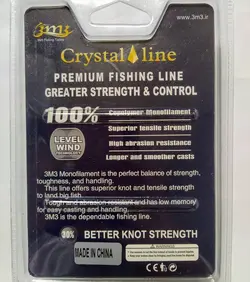 3m3
www.3m3.ir
Crystal line
PREMIUM FISHING LINE
GREATER STRENGTH & CONTROL
100%
Copolymer Monofilament
Superior tensile strength
High abrasion resistance
Longer and smoother casts
LEVEL
WIND
TECHNOLOGY
3M3 Monofilament is the perfect balance of strength,
toughness, and handling.
This line offers superior knot and tensile strength
to land big fish.
Tough and abrasion resistant and has low memory
for easy casting and handling.
3M3 is the dependable fishing line.
30%
BETTER KNOT STRENGTH
MADE IN
CHINA